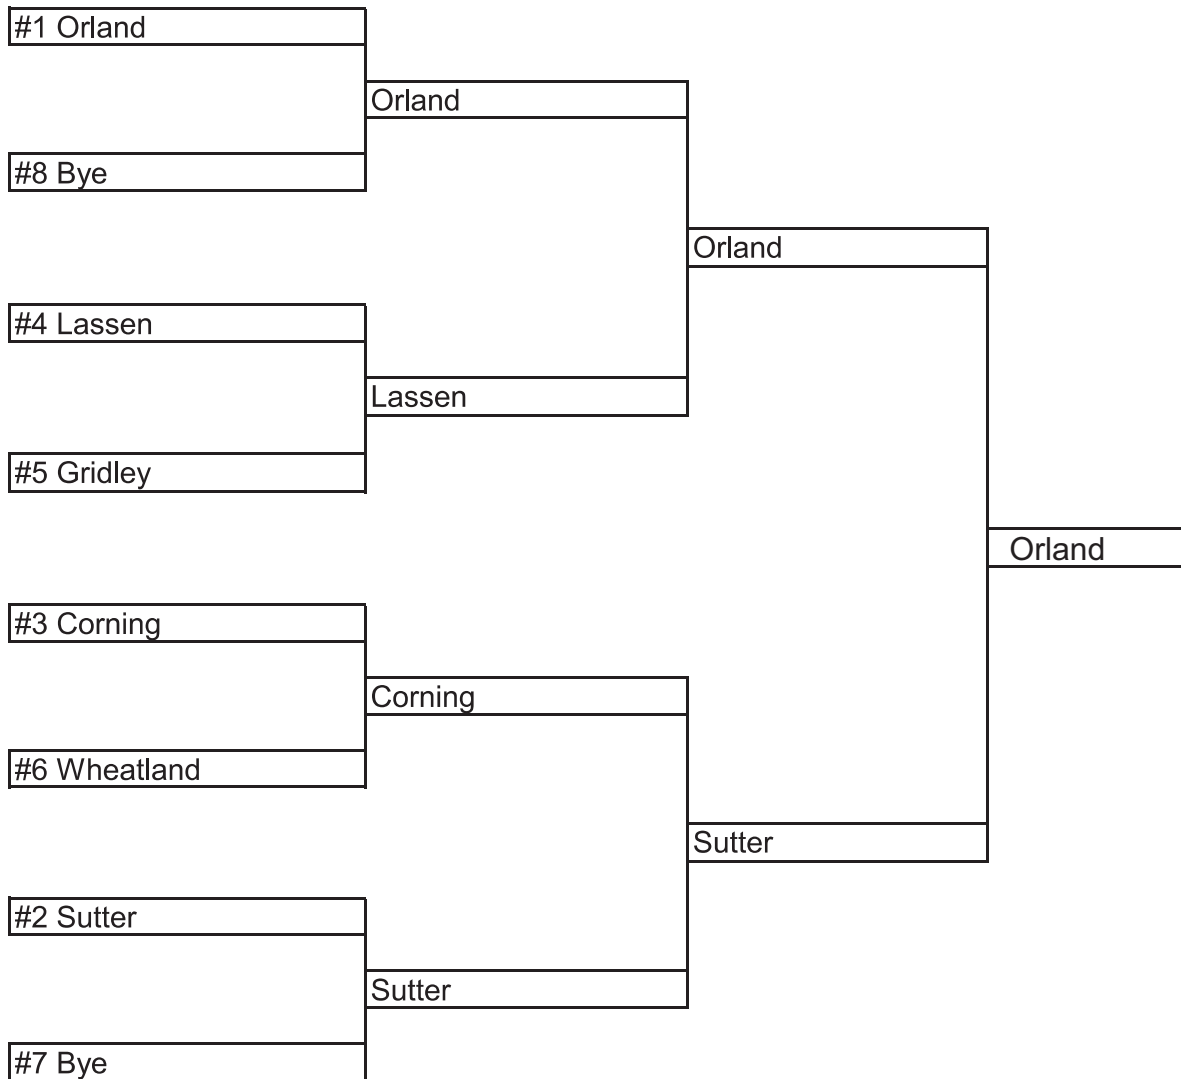 #1 Orland
Orland
#8 Bye
Orland
#4 Lassen
Lassen
#5 Gridley
Orland
#3 Corning
Corning
#6 Wheatland
Sutter
#2 Sutter
Sutter
#7 Bye